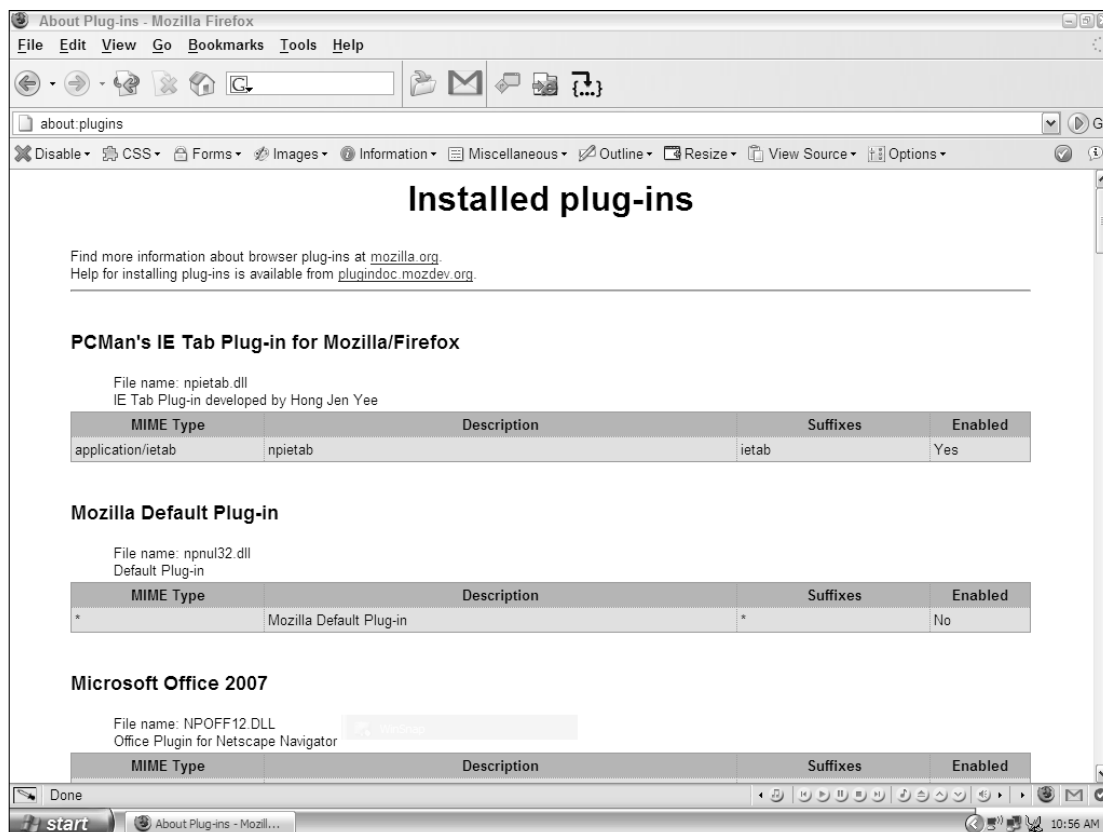 About Plug-ins - Mozilla Firefox
File Edit View Go Bookmarks Tools Help
G
{...}
about:plugins
G
Disable CSS Forms Images Information Miscellaneous Outline Resize View Source Options
Installed plug-ins
Find more information about browser plug-ins at mozilla.org.
Help for installing plug-ins is available from plugindoc.mozdev.org.
PCMan's IE Tab Plug-in for Mozilla/Firefox
File name: npietab.dll
IE Tab Plug-in developed by Hong Jen Yee
MIME Type Description Suffixes Enabled
application/ietab npietab ietab Yes
Mozilla Default Plug-in
File name: npnul32.dll
Default Plug-in
MIME Type Description Suffixes Enabled
* Mozilla Default Plug-in * No
Microsoft Office 2007
File name: NPOFF12.DLL
WinSnap
Office Plugin for Netscape Navigator
MIME Type Description Suffixes Enabled
Done
start About Plug-ins - Mozill... 10:56 AM